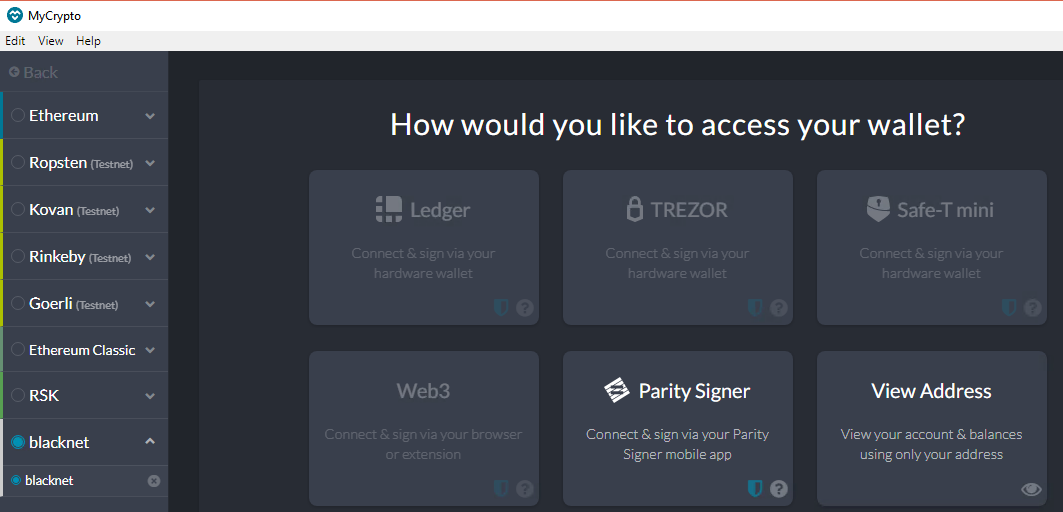 MyCrypto
Edit View Help
Back
Ethereum
Ropsten (Testnet)
Kovan (Testnet)
Rinkeby (Testnet)
Goerli (Testnet)
Ethereum Classic
RSK
blacknet
blacknet
How would you like to access your wallet?
Ledger
Connect & sign via your
hardware wallet
?
TREZOR
Connect & sign via your
hardware wallet
?
Safe-T mini
Connect & sign via your
hardware wallet
?
Web3
Connect & sign via your browser
or extension
?
Parity Signer
Connect & sign via your Parity
Signer mobile app
?
View Address
View your account & balances
using only your address